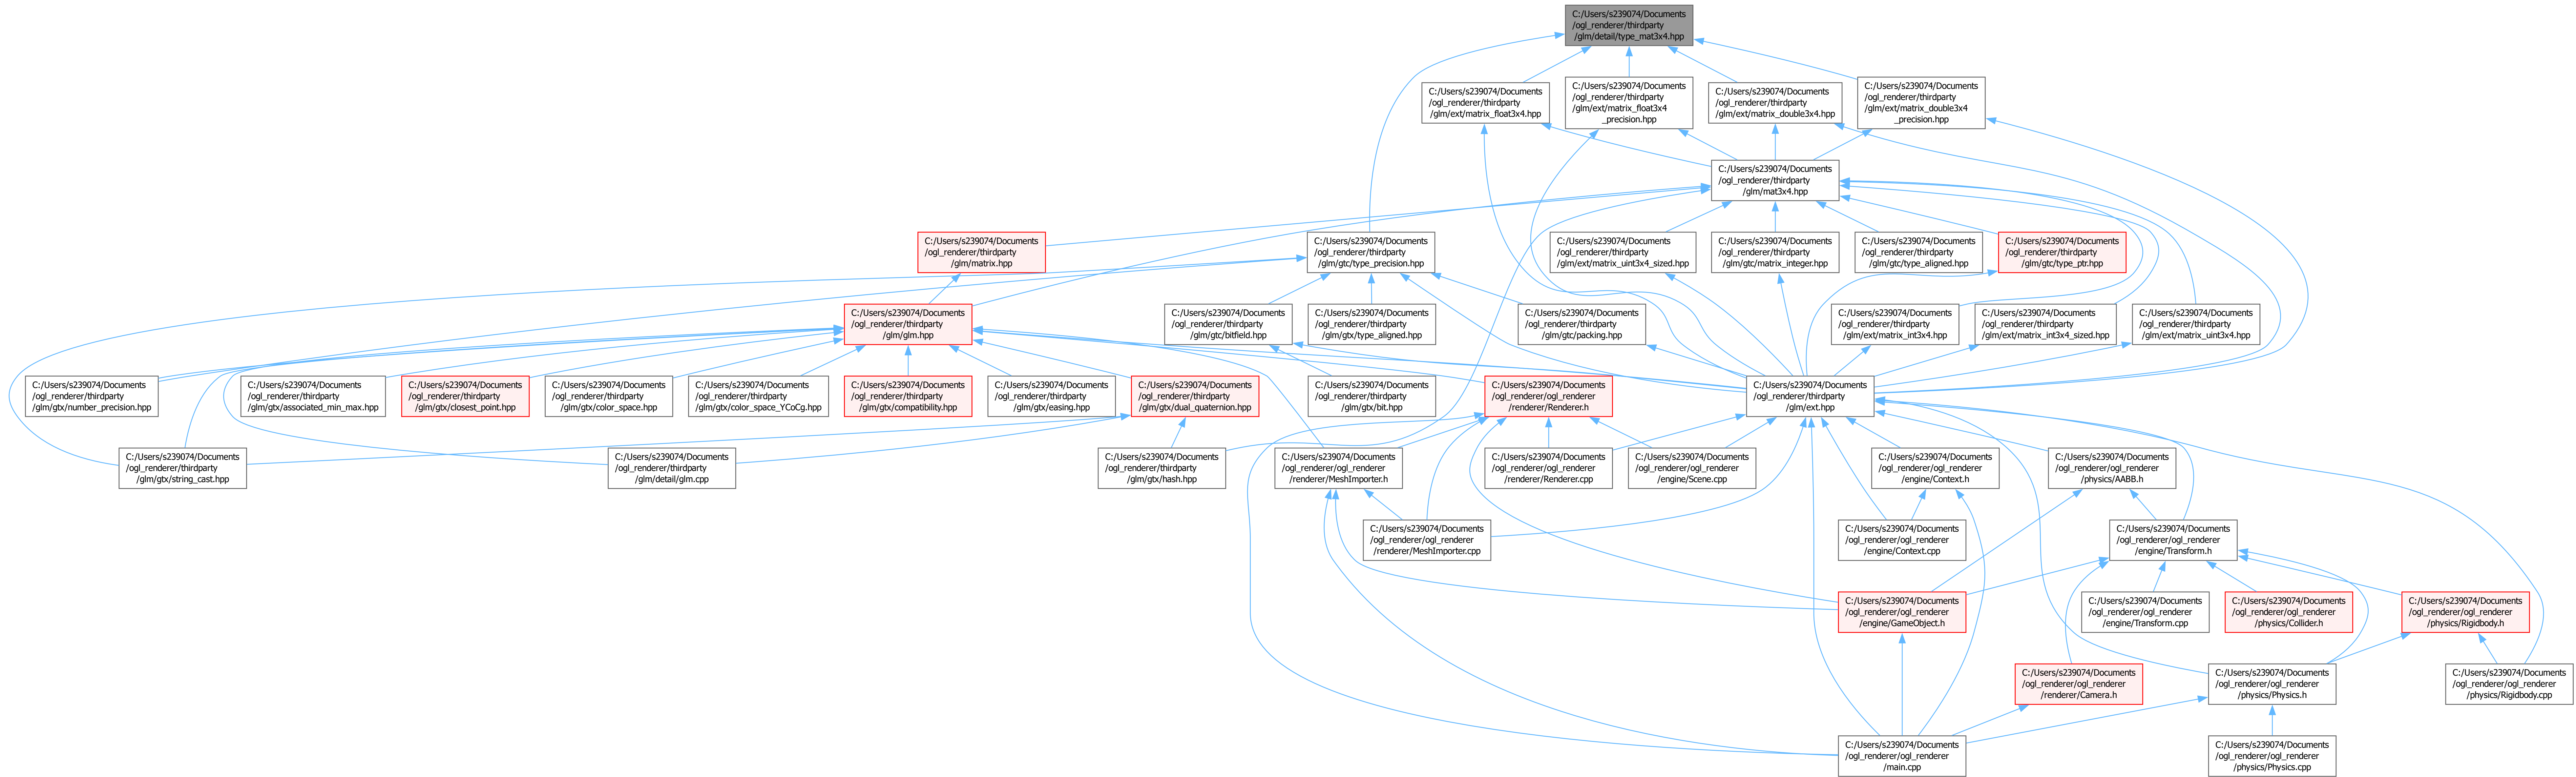 C:/Users/s239074/Documents
/ogl_renderer/thirdparty
/glm/detail/type_mat3x4.hpp
C:/Users/s239074/Documents
/ogl_renderer/thirdparty
/glm/ext/matrix_float3x4.hpp
C:/Users/s239074/Documents
/ogl_renderer/thirdparty
/glm/ext/matrix_float3x4
_precision.hpp
C:/Users/s239074/Documents
/ogl_renderer/thirdparty
/glm/ext/matrix_double3x4.hpp
C:/Users/s239074/Documents
/ogl_renderer/thirdparty
/glm/ext/matrix_double3x4
_precision.hpp
C:/Users/s239074/Documents
/ogl_renderer/thirdparty
/glm/mat3x4.hpp
C:/Users/s239074/Documents
/ogl_renderer/thirdparty
/glm/matrix.hpp
C:/Users/s239074/Documents
/ogl_renderer/thirdparty
/glm/gtc/type_precision.hpp
C:/Users/s239074/Documents
/ogl_renderer/thirdparty
/glm/ext/matrix_uint3x4_sized.hpp
C:/Users/s239074/Documents
/ogl_renderer/thirdparty
/glm/gtc/matrix_integer.hpp
C:/Users/s239074/Documents
/ogl_renderer/thirdparty
/glm/gtc/type_aligned.hpp
C:/Users/s239074/Documents
/ogl_renderer/thirdparty
/glm/gtc/type_ptr.hpp
C:/Users/s239074/Documents
/ogl_renderer/thirdparty
/glm/glm.hpp
C:/Users/s239074/Documents
/ogl_renderer/thirdparty
/glm/gtc/bitfield.hpp
C:/Users/s239074/Documents
/ogl_renderer/thirdparty
/glm/gtx/type_aligned.hpp
C:/Users/s239074/Documents
/ogl_renderer/thirdparty
/glm/gtc/packing.hpp
C:/Users/s239074/Documents
/ogl_renderer/thirdparty
/glm/ext/matrix_int3x4.hpp
C:/Users/s239074/Documents
/ogl_renderer/thirdparty
/glm/ext/matrix_int3x4_sized.hpp
C:/Users/s239074/Documents
/ogl_renderer/thirdparty
/glm/ext/matrix_uint3x4.hpp
C:/Users/s239074/Documents
/ogl_renderer/thirdparty
/glm/gtx/number_precision.hpp
C:/Users/s239074/Documents
/ogl_renderer/thirdparty
/glm/gtx/associated_min_max.hpp
C:/Users/s239074/Documents
/ogl_renderer/thirdparty
/glm/gtx/closest_point.hpp
C:/Users/s239074/Documents
/ogl_renderer/thirdparty
/glm/gtx/color_space.hpp
C:/Users/s239074/Documents
/ogl_renderer/thirdparty
/glm/gtx/color_space_YCoCg.hpp
C:/Users/s239074/Documents
/ogl_renderer/thirdparty
/glm/gtx/compatibility.hpp
C:/Users/s239074/Documents
/ogl_renderer/thirdparty
/glm/gtx/easing.hpp
C:/Users/s239074/Documents
/ogl_renderer/thirdparty
/glm/gtx/dual_quaternion.hpp
C:/Users/s239074/Documents
/ogl_renderer/thirdparty
/glm/gtx/bit.hpp
C:/Users/s239074/Documents
/ogl_renderer/ogl_renderer
/renderer/Renderer.h
C:/Users/s239074/Documents
/ogl_renderer/thirdparty
/glm/ext.hpp
C:/Users/s239074/Documents
/ogl_renderer/thirdparty
/glm/gtx/string_cast.hpp
C:/Users/s239074/Documents
/ogl_renderer/thirdparty
/glm/detail/glm.cpp
C:/Users/s239074/Documents
/ogl_renderer/thirdparty
/glm/gtx/hash.hpp
C:/Users/s239074/Documents
/ogl_renderer/ogl_renderer
/renderer/MeshImporter.h
C:/Users/s239074/Documents
/ogl_renderer/ogl_renderer
/renderer/Renderer.cpp
C:/Users/s239074/Documents
/ogl_renderer/ogl_renderer
/engine/Scene.cpp
C:/Users/s239074/Documents
/ogl_renderer/ogl_renderer
/engine/Context.h
C:/Users/s239074/Documents
/ogl_renderer/ogl_renderer
/physics/AABB.h
C:/Users/s239074/Documents
/ogl_renderer/ogl_renderer
/renderer/MeshImporter.cpp
C:/Users/s239074/Documents
/ogl_renderer/ogl_renderer
/engine/Context.cpp
C:/Users/s239074/Documents
/ogl_renderer/ogl_renderer
/engine/Transform.h
C:/Users/s239074/Documents
/ogl_renderer/ogl_renderer
/engine/GameObject.h
C:/Users/s239074/Documents
/ogl_renderer/ogl_renderer
/engine/Transform.cpp
C:/Users/s239074/Documents
/ogl_renderer/ogl_renderer
/physics/Collider.h
C:/Users/s239074/Documents
/ogl_renderer/ogl_renderer
/physics/Rigidbody.h
C:/Users/s239074/Documents
/ogl_renderer/ogl_renderer
/renderer/Camera.h
C:/Users/s239074/Documents
/ogl_renderer/ogl_renderer
/physics/Physics.h
C:/Users/s239074/Documents
/ogl_renderer/ogl_renderer
/physics/Rigidbody.cpp
C:/Users/s239074/Documents
/ogl_renderer/ogl_renderer
/main.cpp
C:/Users/s239074/Documents
/ogl_renderer/ogl_renderer
/physics/Physics.cpp